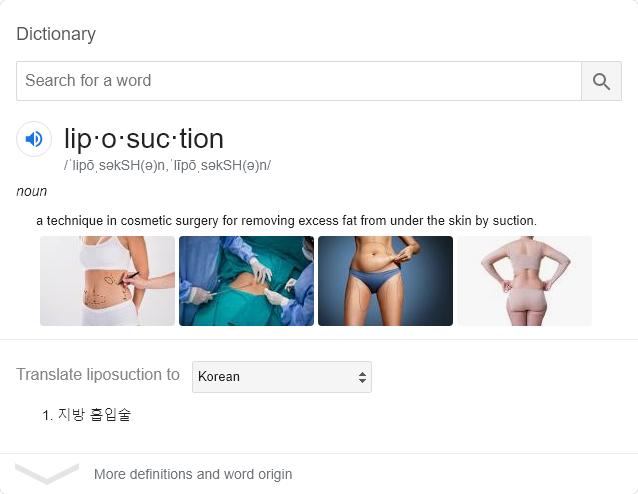 Dictionary
Search for a word
lip·o·suc·tion
/ˈlipōˌsəkSH(ə)n,ˈlīpōˌsəkSH(ə)n/
noun
a technique in cosmetic surgery for removing excess fat from under the skin by suction.
Translate liposuction to Korean
1. 지방 흡입술
More definitions and word origin